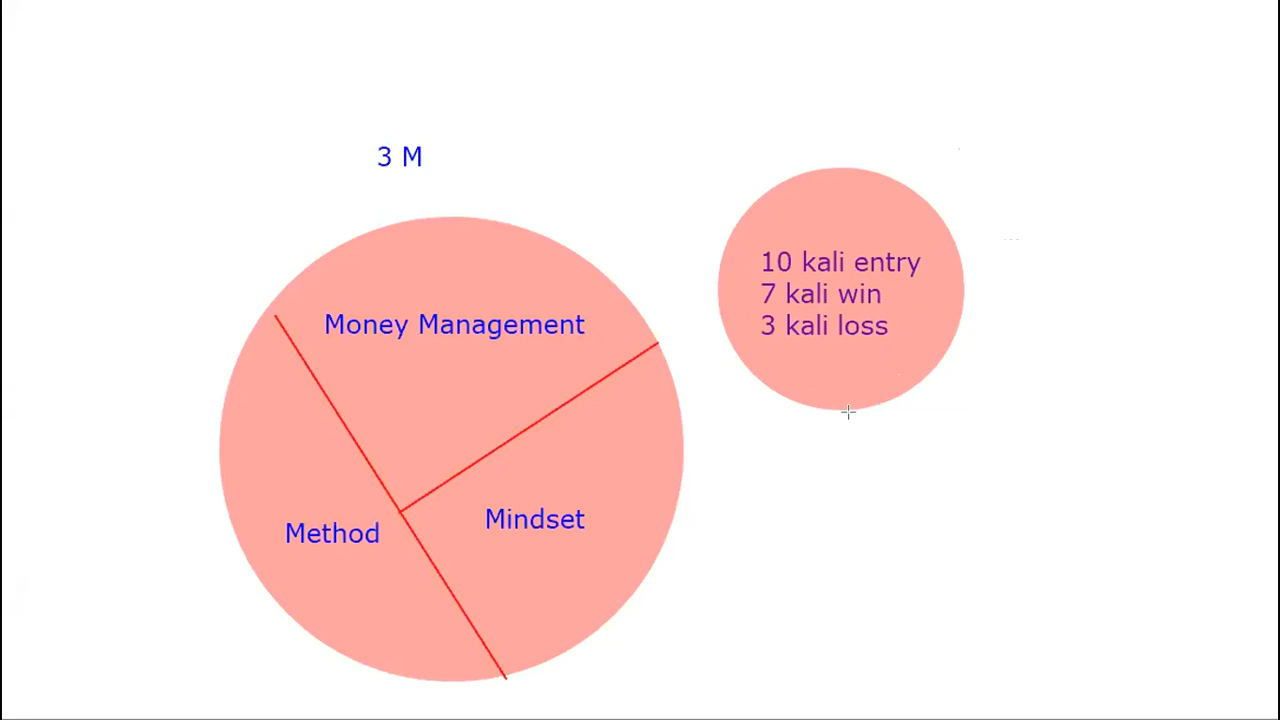 3 M
Money Management
Method
Mindset
10 kali entry
7 kali win
3 kali loss